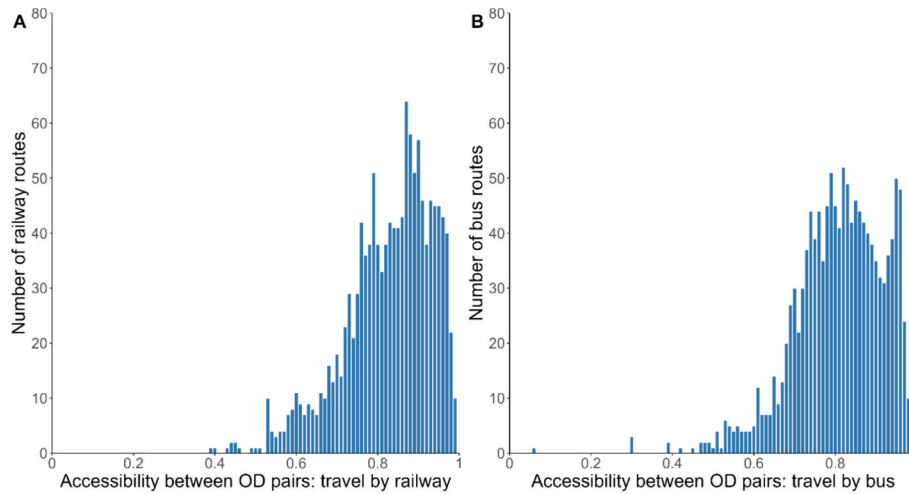 A
80
70
60
50
40
30
20
10
0
Number of railway routes
0 0.2 0.4 0.6 0.8 1
Accessibility between OD pairs: travel by railway
B
80
70
60
50
40
30
20
10
0
Number of bus routes
0 0.2 0.4 0.6 0.8
Accessibility between OD pairs: travel by bus